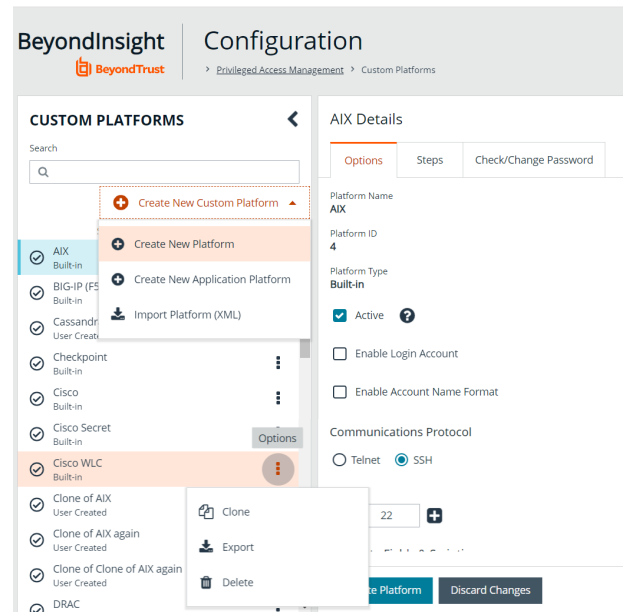 BeyondInsight
BeyondTrust
Configuration
> Privileged Access Management > Custom Platforms
CUSTOM PLATFORMS
Search
Create New Custom Platform
Create New Platform
Create New Application Platform
Import Platform (XML)
AIX
Built-in
BIG-IP (F5
Built-in
Cassandr
User Create
Checkpoint
Built-in
Cisco
Built-in
Cisco Secret
Built-in
Options
Cisco WLC
Built-in
Clone of AIX
User Created
Clone of AIX again
User Created
Clone of Clone of AIX again
User Created
DRAC
Clone
Export
Delete
AIX Details
Options Steps Check/Change Password
Platform Name
AIX
Platform ID
4
Platform Type
Built-in
Active
Enable Login Account
Enable Account Name Format
Communications Protocol
Telnet SSH
22
Platform
Discard Changes